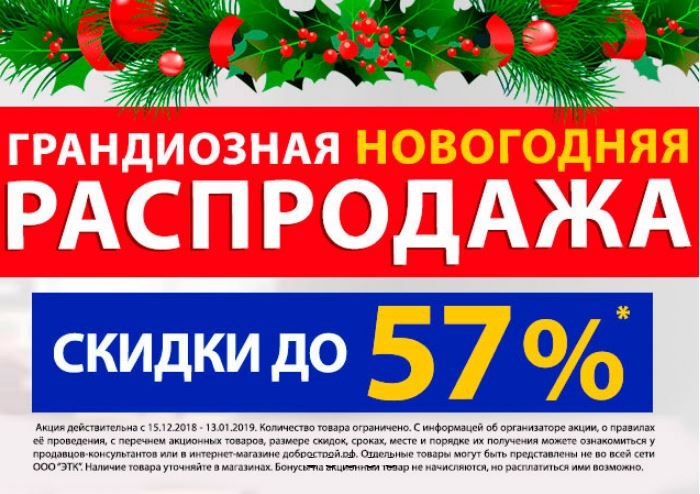 ГРАНДИОЗНАЯ НОВОГОДНЯЯ
РАСПРОДАЖА
СКИДКИ ДО 57%*
Акция действительна с 15.12.2018 - 13.01.2019. Количество товара ограничено. С информацей об организаторе акции, о правилах
её проведения, с перечнем акционных товаров, размере скидок, сроках, месте и порядке их получения можете ознакомиться у
продавцов-консультантов или в интернет-магазине добрострой.рф. Отдельные товары могут быть представлены не во всей сети
ООО "ЭТК". Наличие товара уточняйте в магазинах. Бонусы на акционный товар не начисляются, но расплатиться ими возможно.